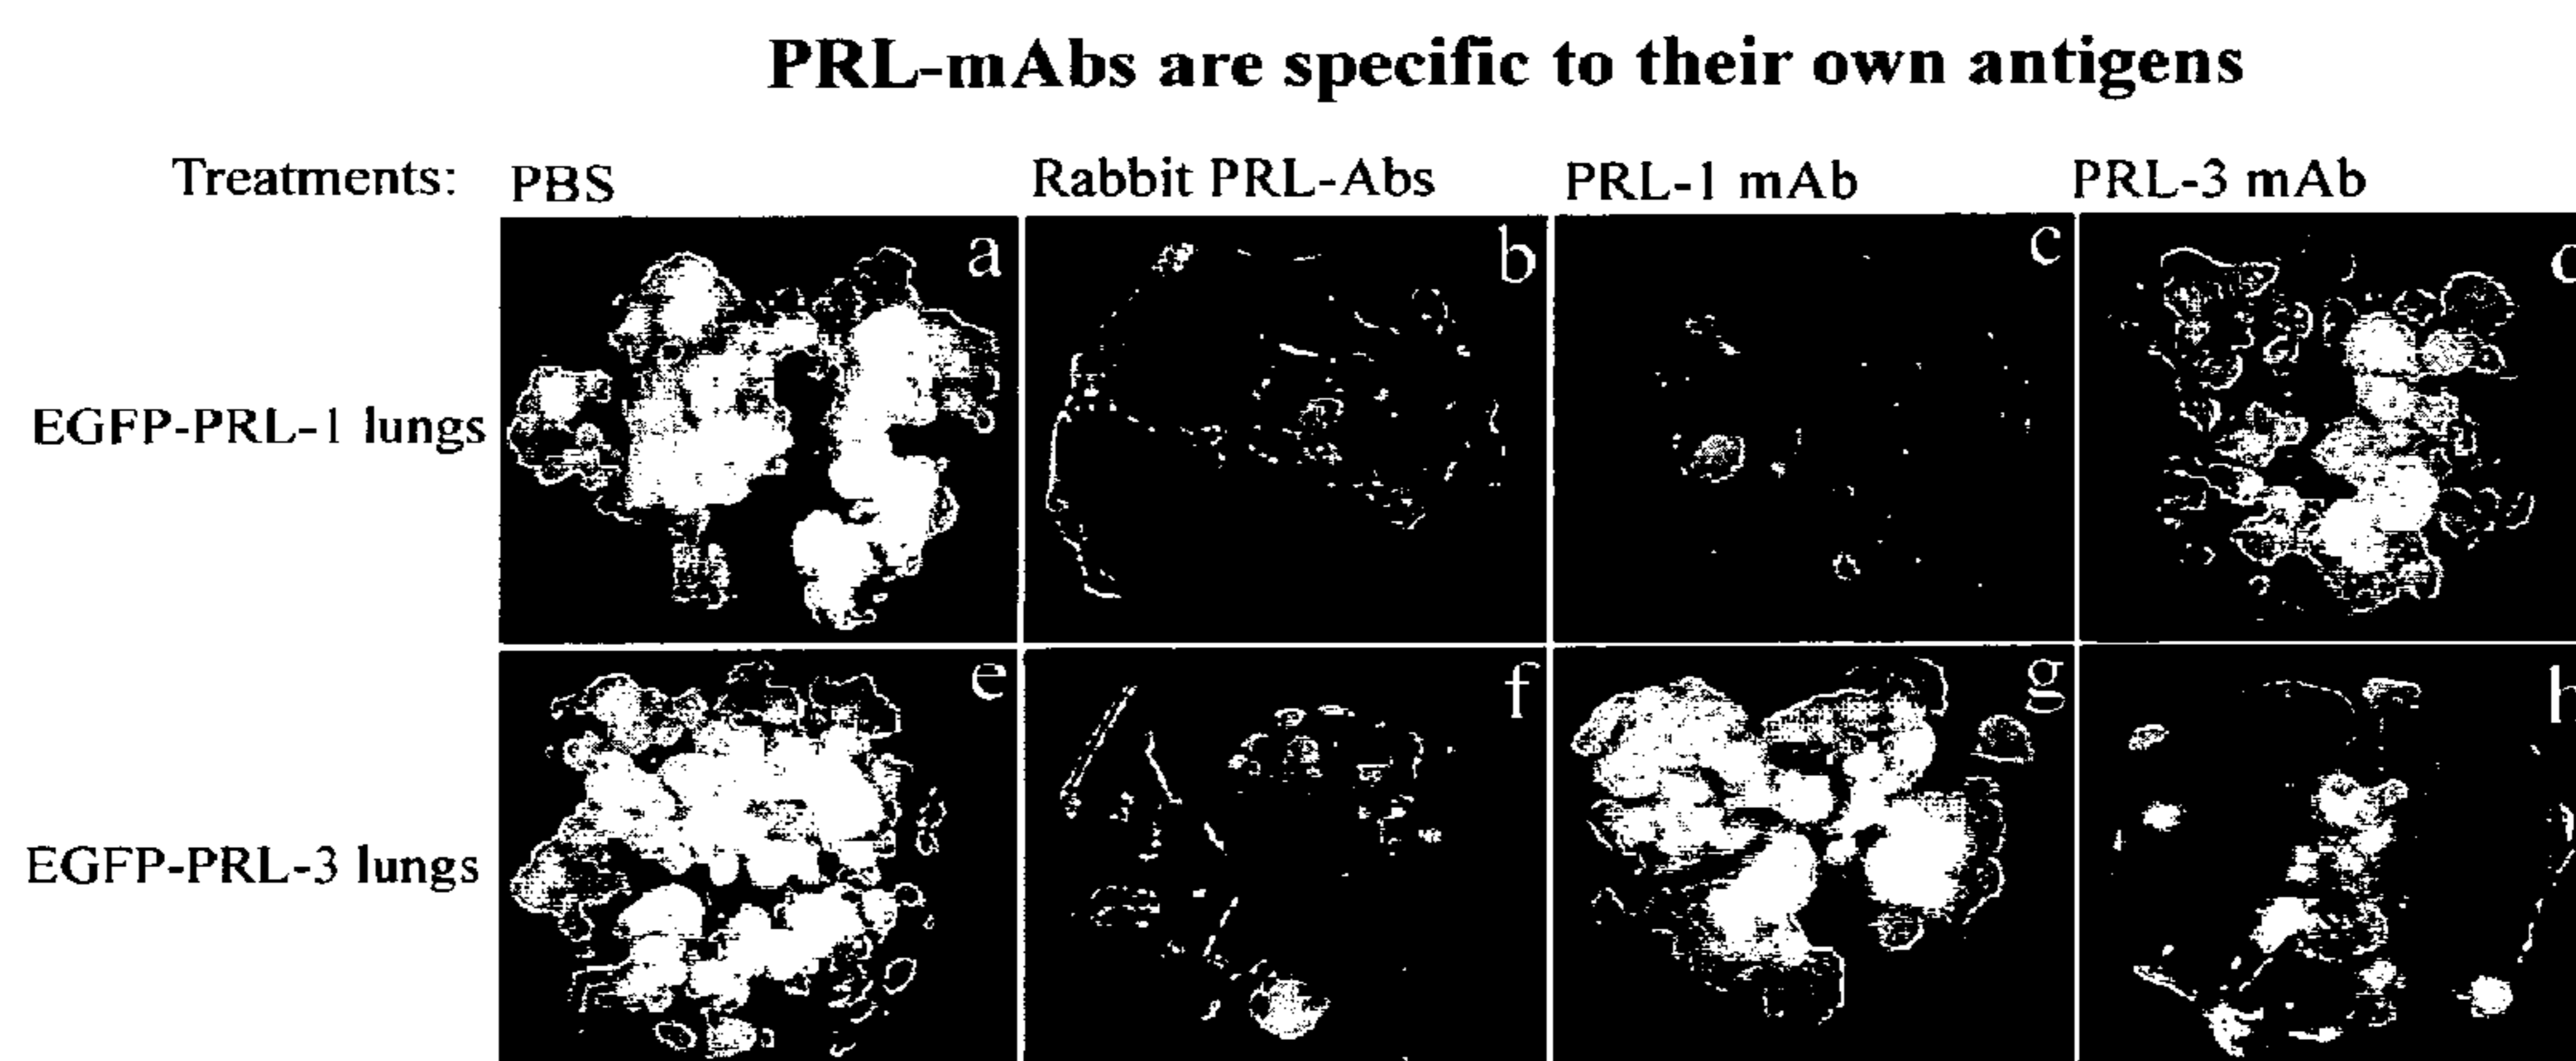 PRL-mAbs are specific to their own antigens
Treatments: PBS Rabbit PRL-Abs PRL-1 mAb PRL-3 mAb
a b c d
EGFP-PRL-1 lungs
e f g h
EGFP-PRL-3 lungs